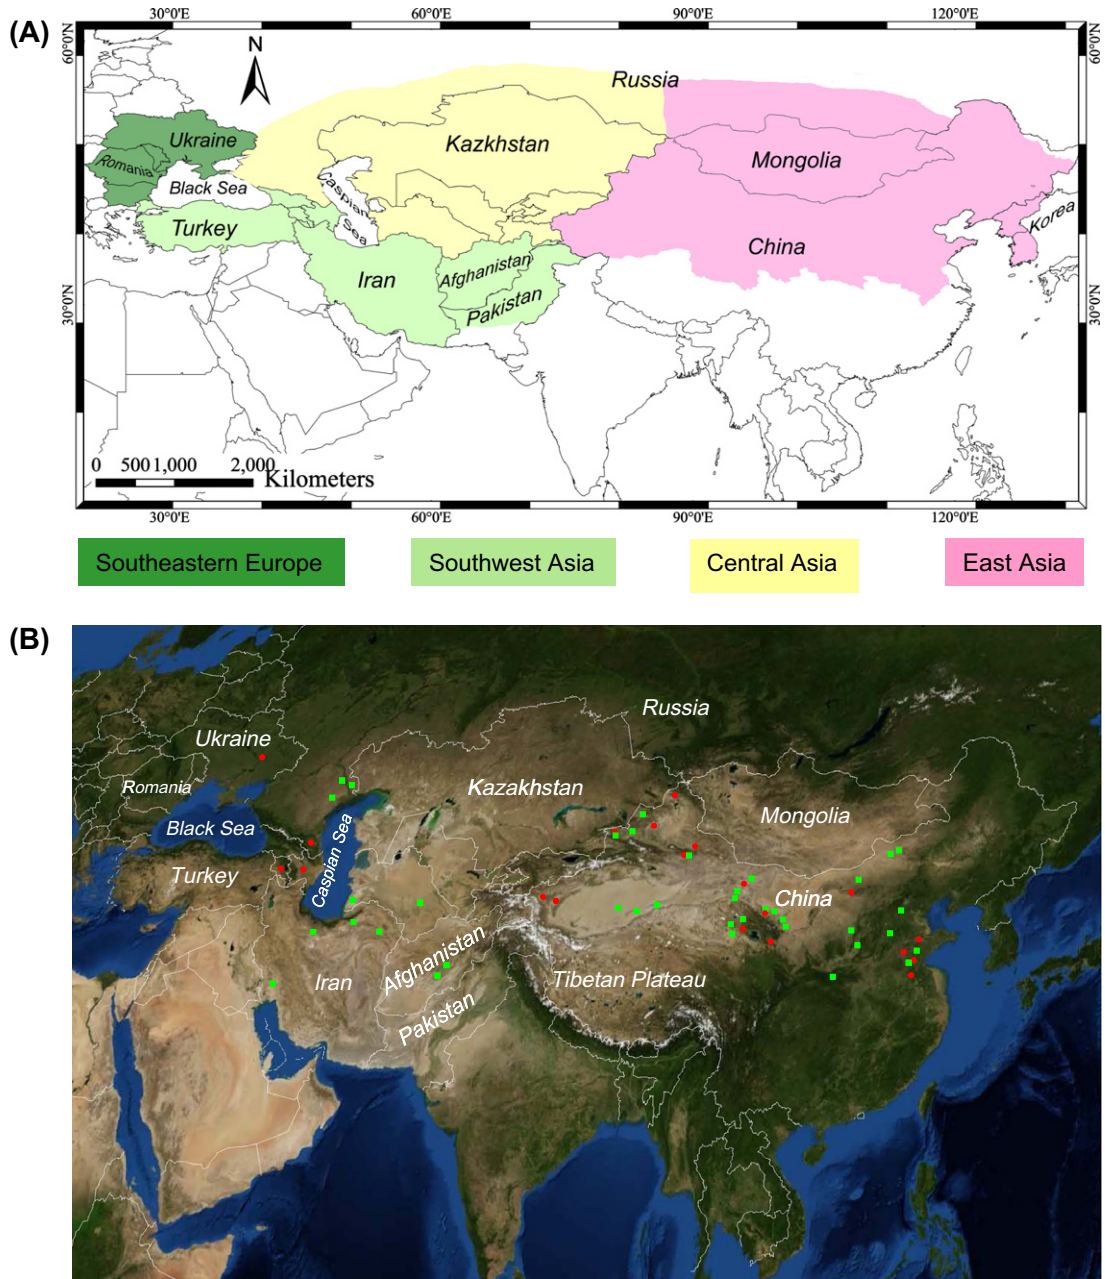 (A)
30°0'E 60°0'E 90°0'E 120°0'E
60°0'N
60°0'N
N
Russia
Ukraine
Kazkhstan
Romania
Mongolia
Black Sea
Caspian
Sea
Korea
Turkey
China
Iran
Afghanistan
Pakistan
30°0'N
30°0'N
0 500 1,000 2,000
Kilometers
30°0'E 60°0'E 90°0'E 120°0'E
Southeastern Europe Southwest Asia Central Asia East Asia
(B)
Russia
Ukraine
Romania
Kazakhstan
Mongolia
Black Sea
Caspian Sea
Turkey
China
Afghanistan
Iran
Tibetan Plateau
Pakistan